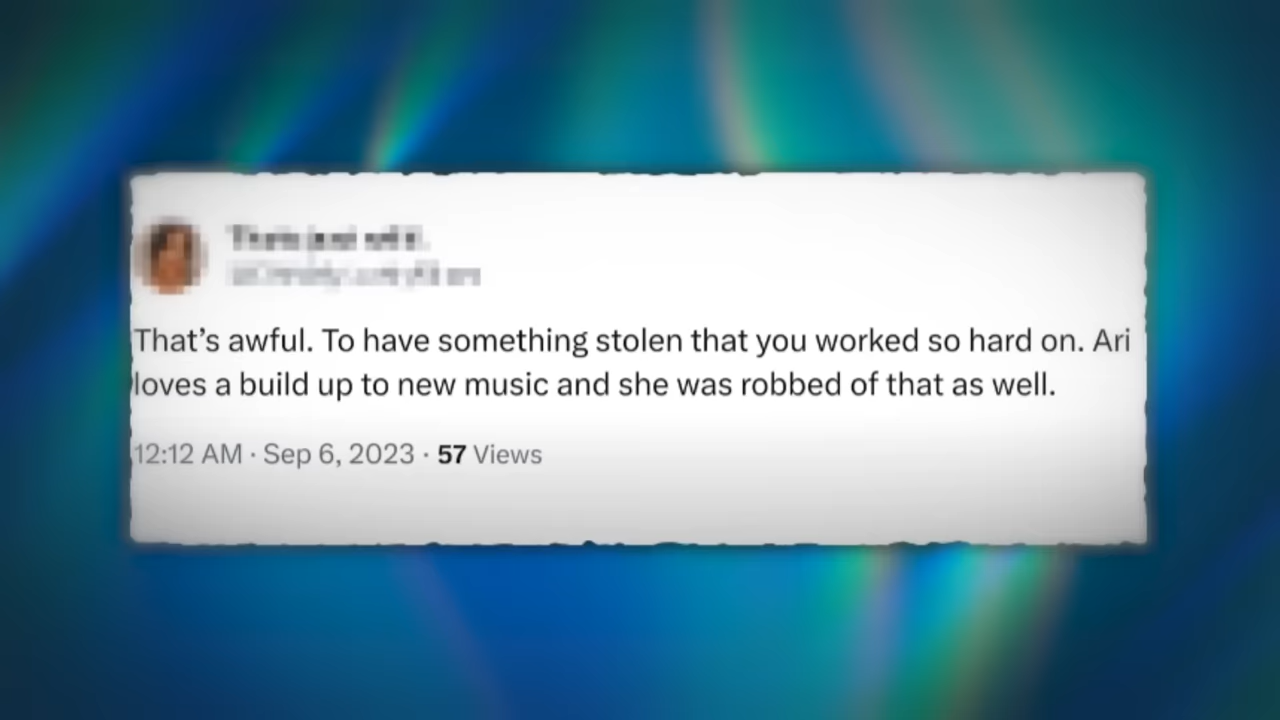 That’s awful. To have something stolen that you worked so hard on. Ari
loves a build up to new music and she was robbed of that as well.
12:12 AM · Sep 6, 2023 · 57 Views